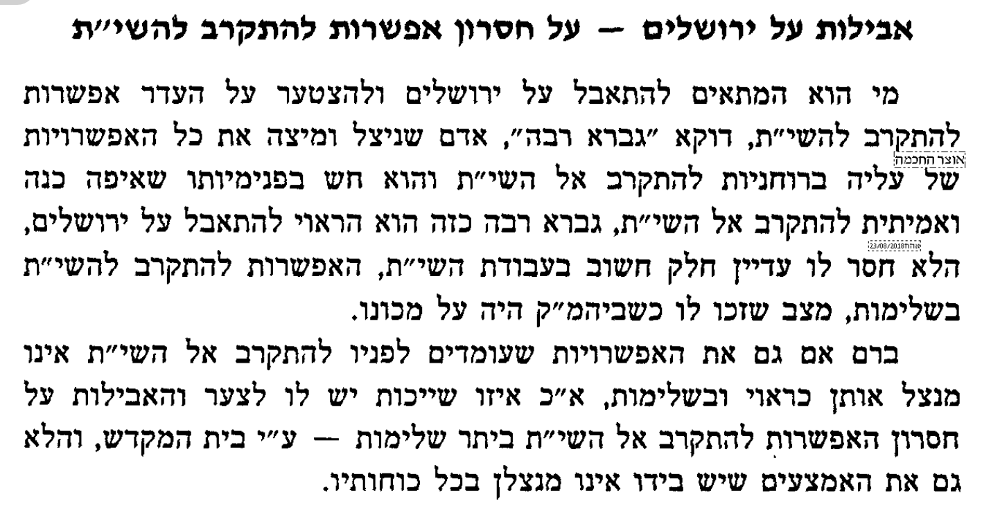 אבילות על ירושלים — על חסרון אפשרות להתקרב להשי״ת
מי הוא המתאים להתאבל על ירושלים ולהצטער על העדר אפשרות
להתקרב להשי״ת, דוקא ״גברא רבה״, אדם שניצל ומיצה את כל האפשרויות
אוצר החכמה
של עליה ברוחניות להתקרב אל השי״ת והוא חש בפנימיותו שאיפה כנה
ואמיתית להתקרב אל השי״ת, גברא רבה כזה הוא הראוי להתאבל על ירושלים,
אוח23/08/2018
הלא חסר לו עדיין חלק חשוב בעבודת השי״ת, האפשרות להתקרב להשי״ת
בשלימות, מצב שזכו לו כשביהמ״ק היה על מכונו.
ברם אם גם את האפשרויות שעומדים לפניו להתקרב אל השי״ת אינו
מנצל אותן כראוי ובשלימות, א״כ איזו שייכות יש לו לצער והאבילות על
חסרון האפשרות להתקרב אל השי״ת ביתר שלימות — ע״י בית המקדש, והלא
גם את האמצעים שיש בידו אינו מנצלן בכל כוחותיו.